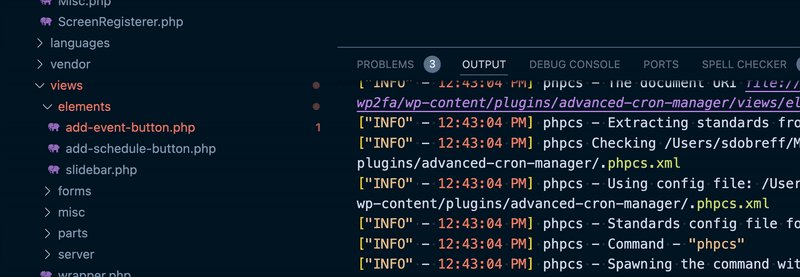 Misc.php
ScreenRegisterer.php
languages
vendor
views
elements
add-event-button.php 1
add-schedule-button.php
slidebar.php
forms
misc
parts
server
wrapper.php
PROBLEMS 3 OUTPUT DEBUG CONSOLE PORTS SPELL CHECKER
["INFO" - 12:43:04 PM] phpcs - The document URI file://
wp2fa/wp-content/plugins/advanced-cron-manager/views/el
["INFO" - 12:43:04 PM] phpcs - Extracting standards fro
["INFO" - 12:43:04 PM] phpcs Checking /Users/sdobreff/M
plugins/advanced-cron-manager/.phpcs.xml
["INFO" - 12:43:04 PM] phpcs - Using config file: /User
wp-content/plugins/advanced-cron-manager/.phpcs.xml
["INFO" - 12:43:04 PM] phpcs - Standards config file fo
["INFO" - 12:43:04 PM] phpcs - Command - "phpcs"
["INFO" - 12:43:04 PM] phpcs - Spawning the command wit